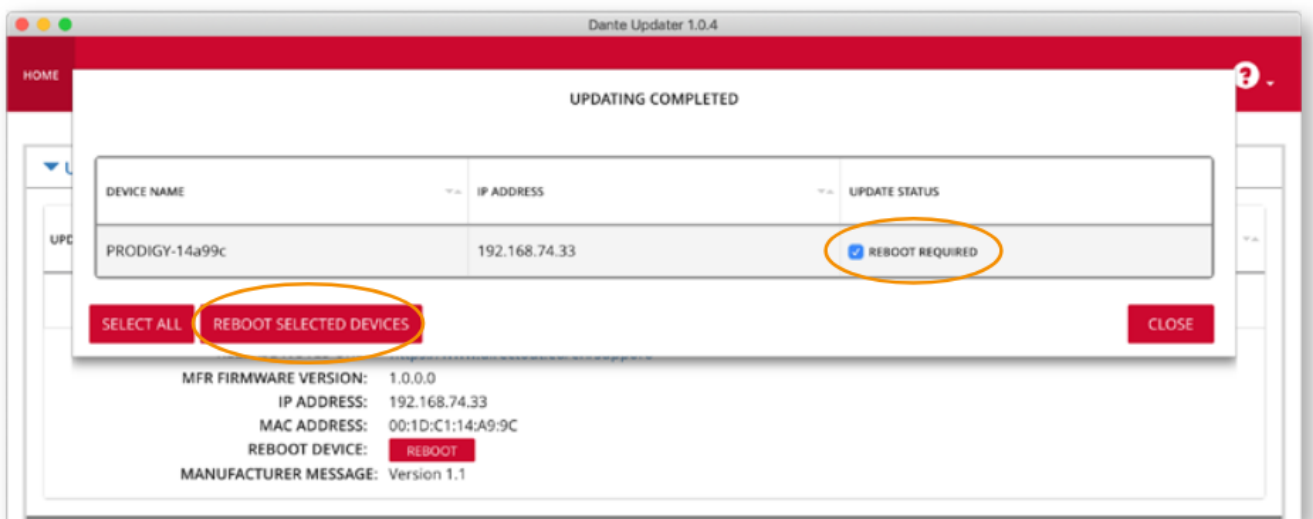 Dante Updater 1.0.4
HOME
?
UPDATING COMPLETED
DEVICE NAME IP ADDRESS UPDATE STATUS
PRODIGY-14a99c 192.168.74.33 REBOOT REQUIRED
SELECT ALL REBOOT SELECTED DEVICES CLOSE
MFR FIRMWARE VERSION: 1.0.0.0
IP ADDRESS: 192.168.74.33
MAC ADDRESS: 00:1D:C1:14:A9:9C
REBOOT DEVICE: REBOOT
MANUFACTURER MESSAGE: Version 1.1